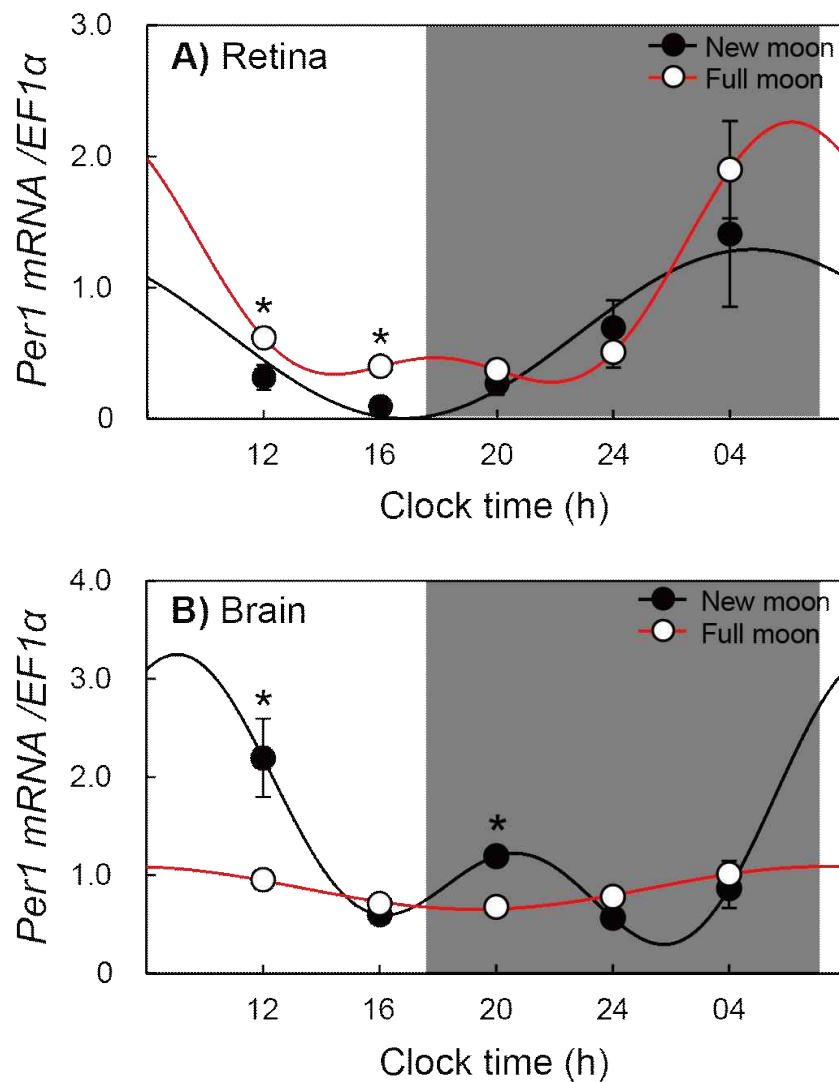 A) Retina
New moon
Full moon
Per1 mRNA /EF1α
3.0
2.0
1.0
0
*
*
12
16
20
24
04
Clock time (h)
B) Brain
New moon
Full moon
Per1 mRNA /EF1α
4.0
3.0
2.0
1.0
0
*
*
12
16
20
24
04
Clock time (h)